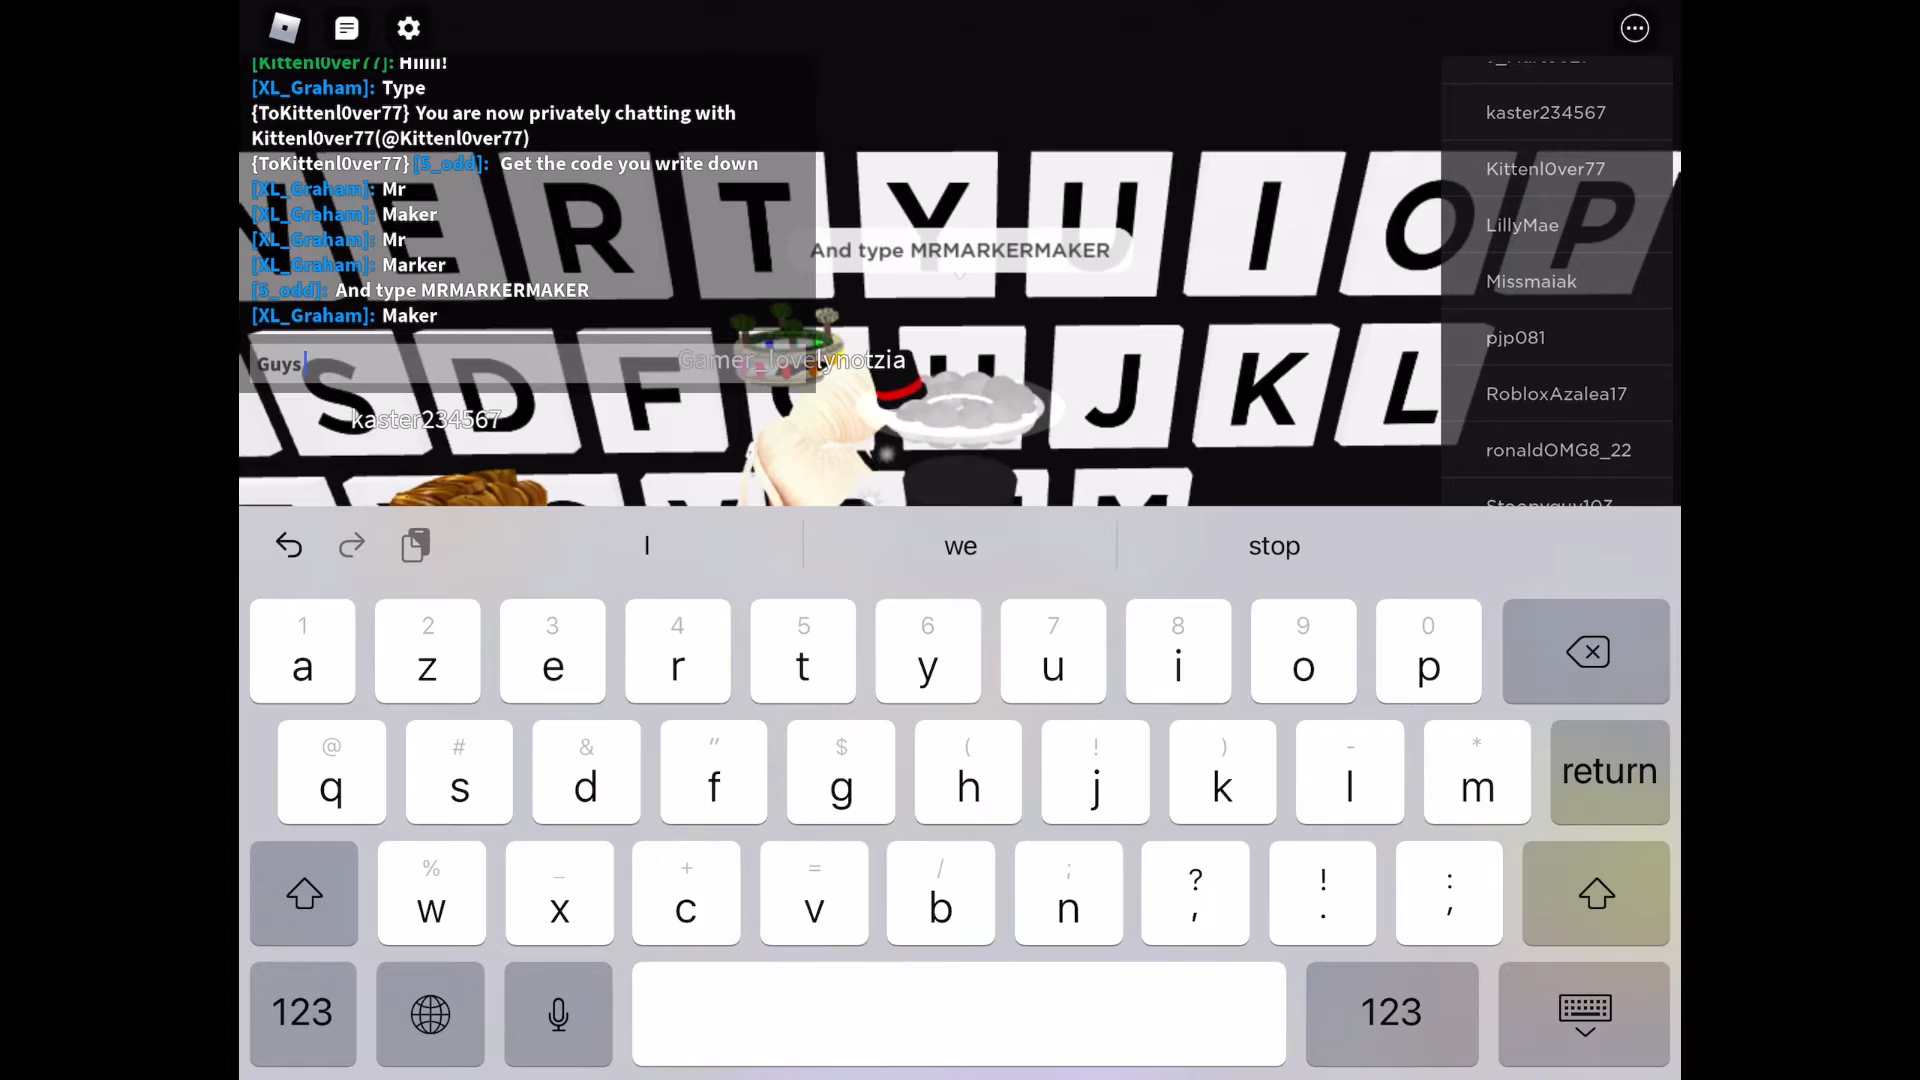 [Kittenl0ver77]: Hiiiii!
[XL_Graham]: Type
{ToKittenl0ver77} You are now privately chatting with
Kittenl0ver77(@Kittenl0ver77)
{ToKittenl0ver77} [5_odd]: Get the code you write down
[XL_Graham]: Mr
[XL_Graham]: Maker
[XL_Graham]: Mr
[XL_Graham]: Marker
[5_odd]: And type MRMARKERMAKER
[XL_Graham]: Maker
Guys
And type MRMARKERMAKER
E R T Y U I O P
S D F H J K L
Gamer_lovelynotzia
kaster234567
kaster234567
Kittenl0ver77
LillyMae
Missmaiak
pjp081
RobloxAzalea17
ronaldOMG8_22
I we stop
1 2 3 4 5 6 7 8 9 0
a z e r t y u i o p
@ # & " $ ( ! ) - *
q s d f g h j k l m return
% _ + = / ; ? ! :
w x c v b n , . ,
123 123